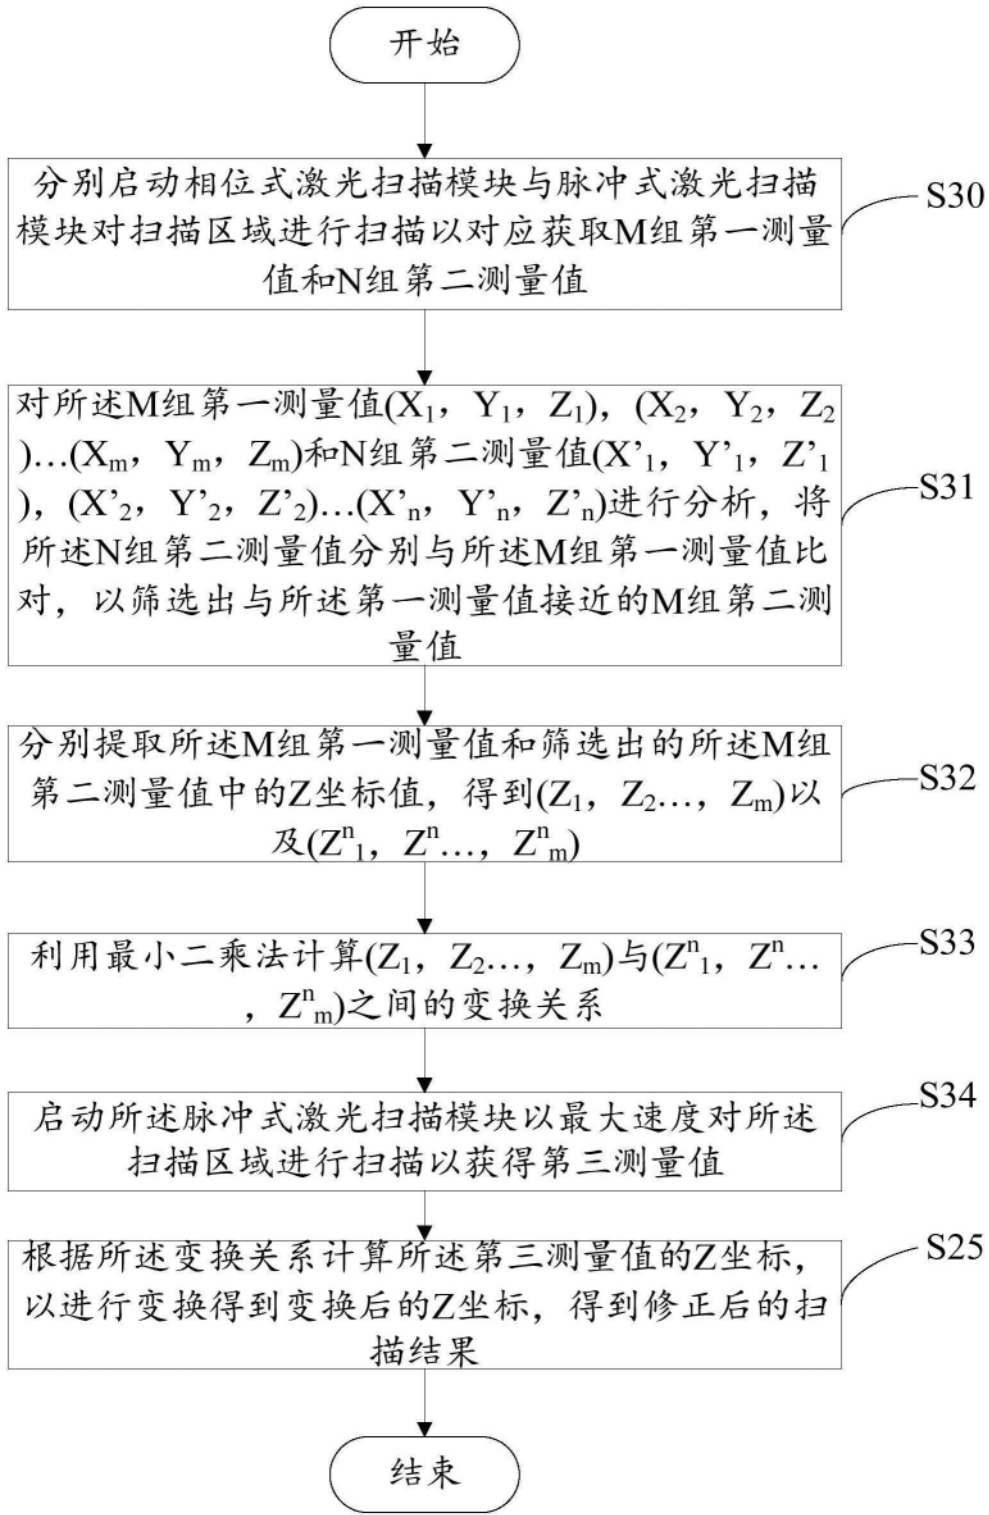 开始
分别启动相位式激光扫描模块与脉冲式激光扫描
模块对扫描区域进行扫描以对应获取M组第一测量
值和N组第二测量值
S30
对所述M组第一测量值(X₁，Y₁，Z₁)，(X₂，Y₂，Z₂
)...(Xₘ，Yₘ，Zₘ)和N组第二测量值(X’₁，Y’₁，Z’₁
)，(X’₂，Y’₂，Z’₂)...(X’ₙ，Y’ₙ，Z’ₙ)进行分析，将
所述N组第二测量值分别与所述M组第一测量值比
对，以筛选出与所述第一测量值接近的M组第二测
量值
S31
分别提取所述M组第一测量值和筛选出的所述M组
第二测量值中的Z坐标值，得到(Z₁，Z₂...，Zₘ)以
及(Zⁿ₁，Zⁿ...，Zⁿₘ)
S32
利用最小二乘法计算(Z₁，Z₂...，Zₘ)与(Zⁿ₁，Zⁿ...
，Zⁿₘ)之间的变换关系
S33
启动所述脉冲式激光扫描模块以最大速度对所述
扫描区域进行扫描以获得第三测量值
S34
根据所述变换关系计算所述第三测量值的Z坐标，
以进行变换得到变换后的Z坐标，得到修正后的扫
描结果
S25
结束